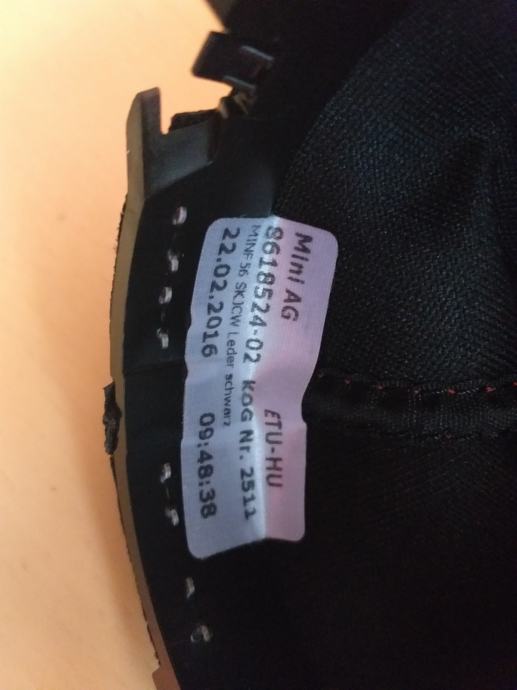 Mini AG ETU-HU
8618524-02 KOG Nr. 2511
MINF56 SKJCW Leder schwarz
22.02.2016 09:48:38